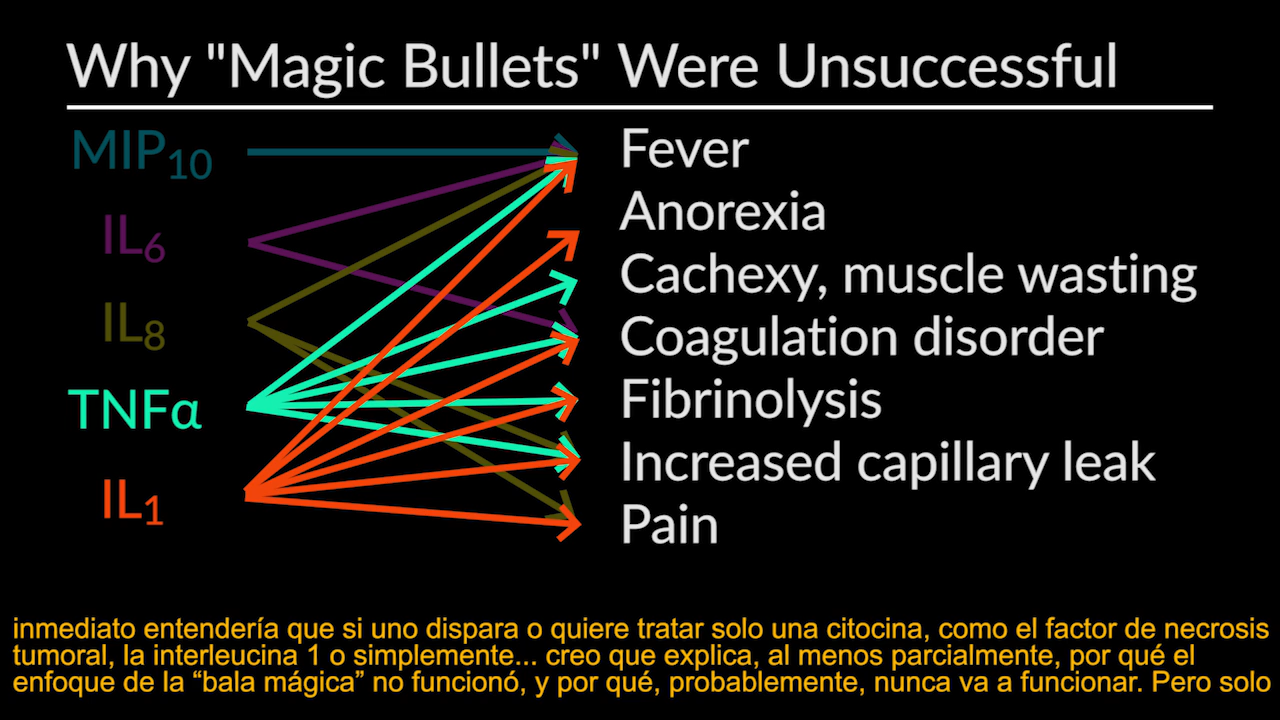 Why "Magic Bullets" Were Unsuccessful
MIP10
IL6
IL8
TNFα
IL1
Fever
Anorexia
Cachexy, muscle wasting
Coagulation disorder
Fibrinolysis
Increased capillary leak
Pain
inmediato entendería que si uno dispara o quiere tratar solo una citocina, como el factor de necrosis
tumoral, la interleucina 1 o simplemente... creo que explica, al menos parcialmente, por qué el
enfoque de la “bala mágica” no funcionó, y por qué, probablemente, nunca va a funcionar. Pero solo